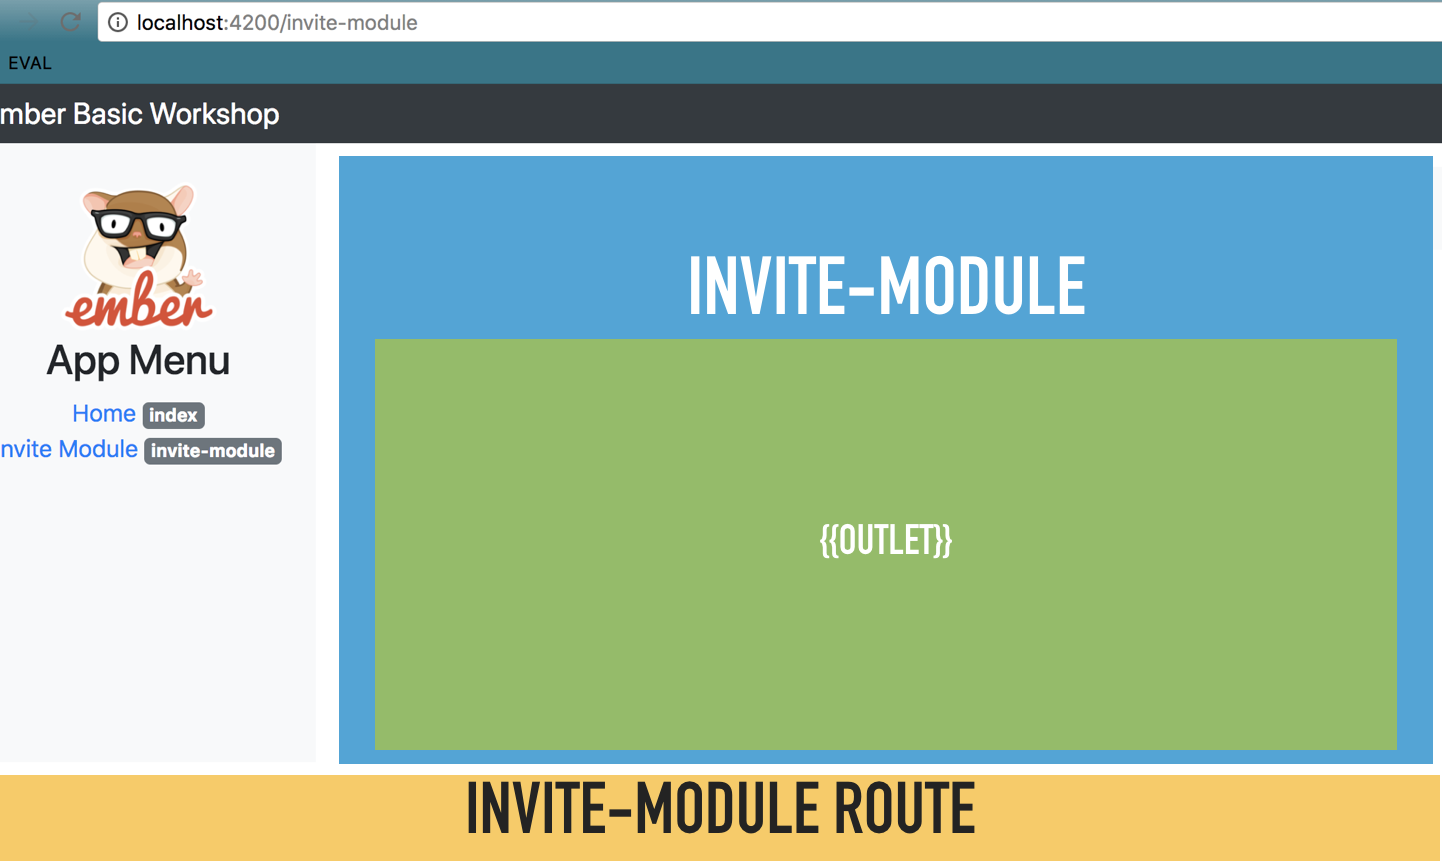 localhost:4200/invite-module
EVAL
mber Basic Workshop
ember
App Menu
Home index
nvite Module invite-module
INVITE-MODULE
{{OUTLET}}
INVITE-MODULE ROUTE